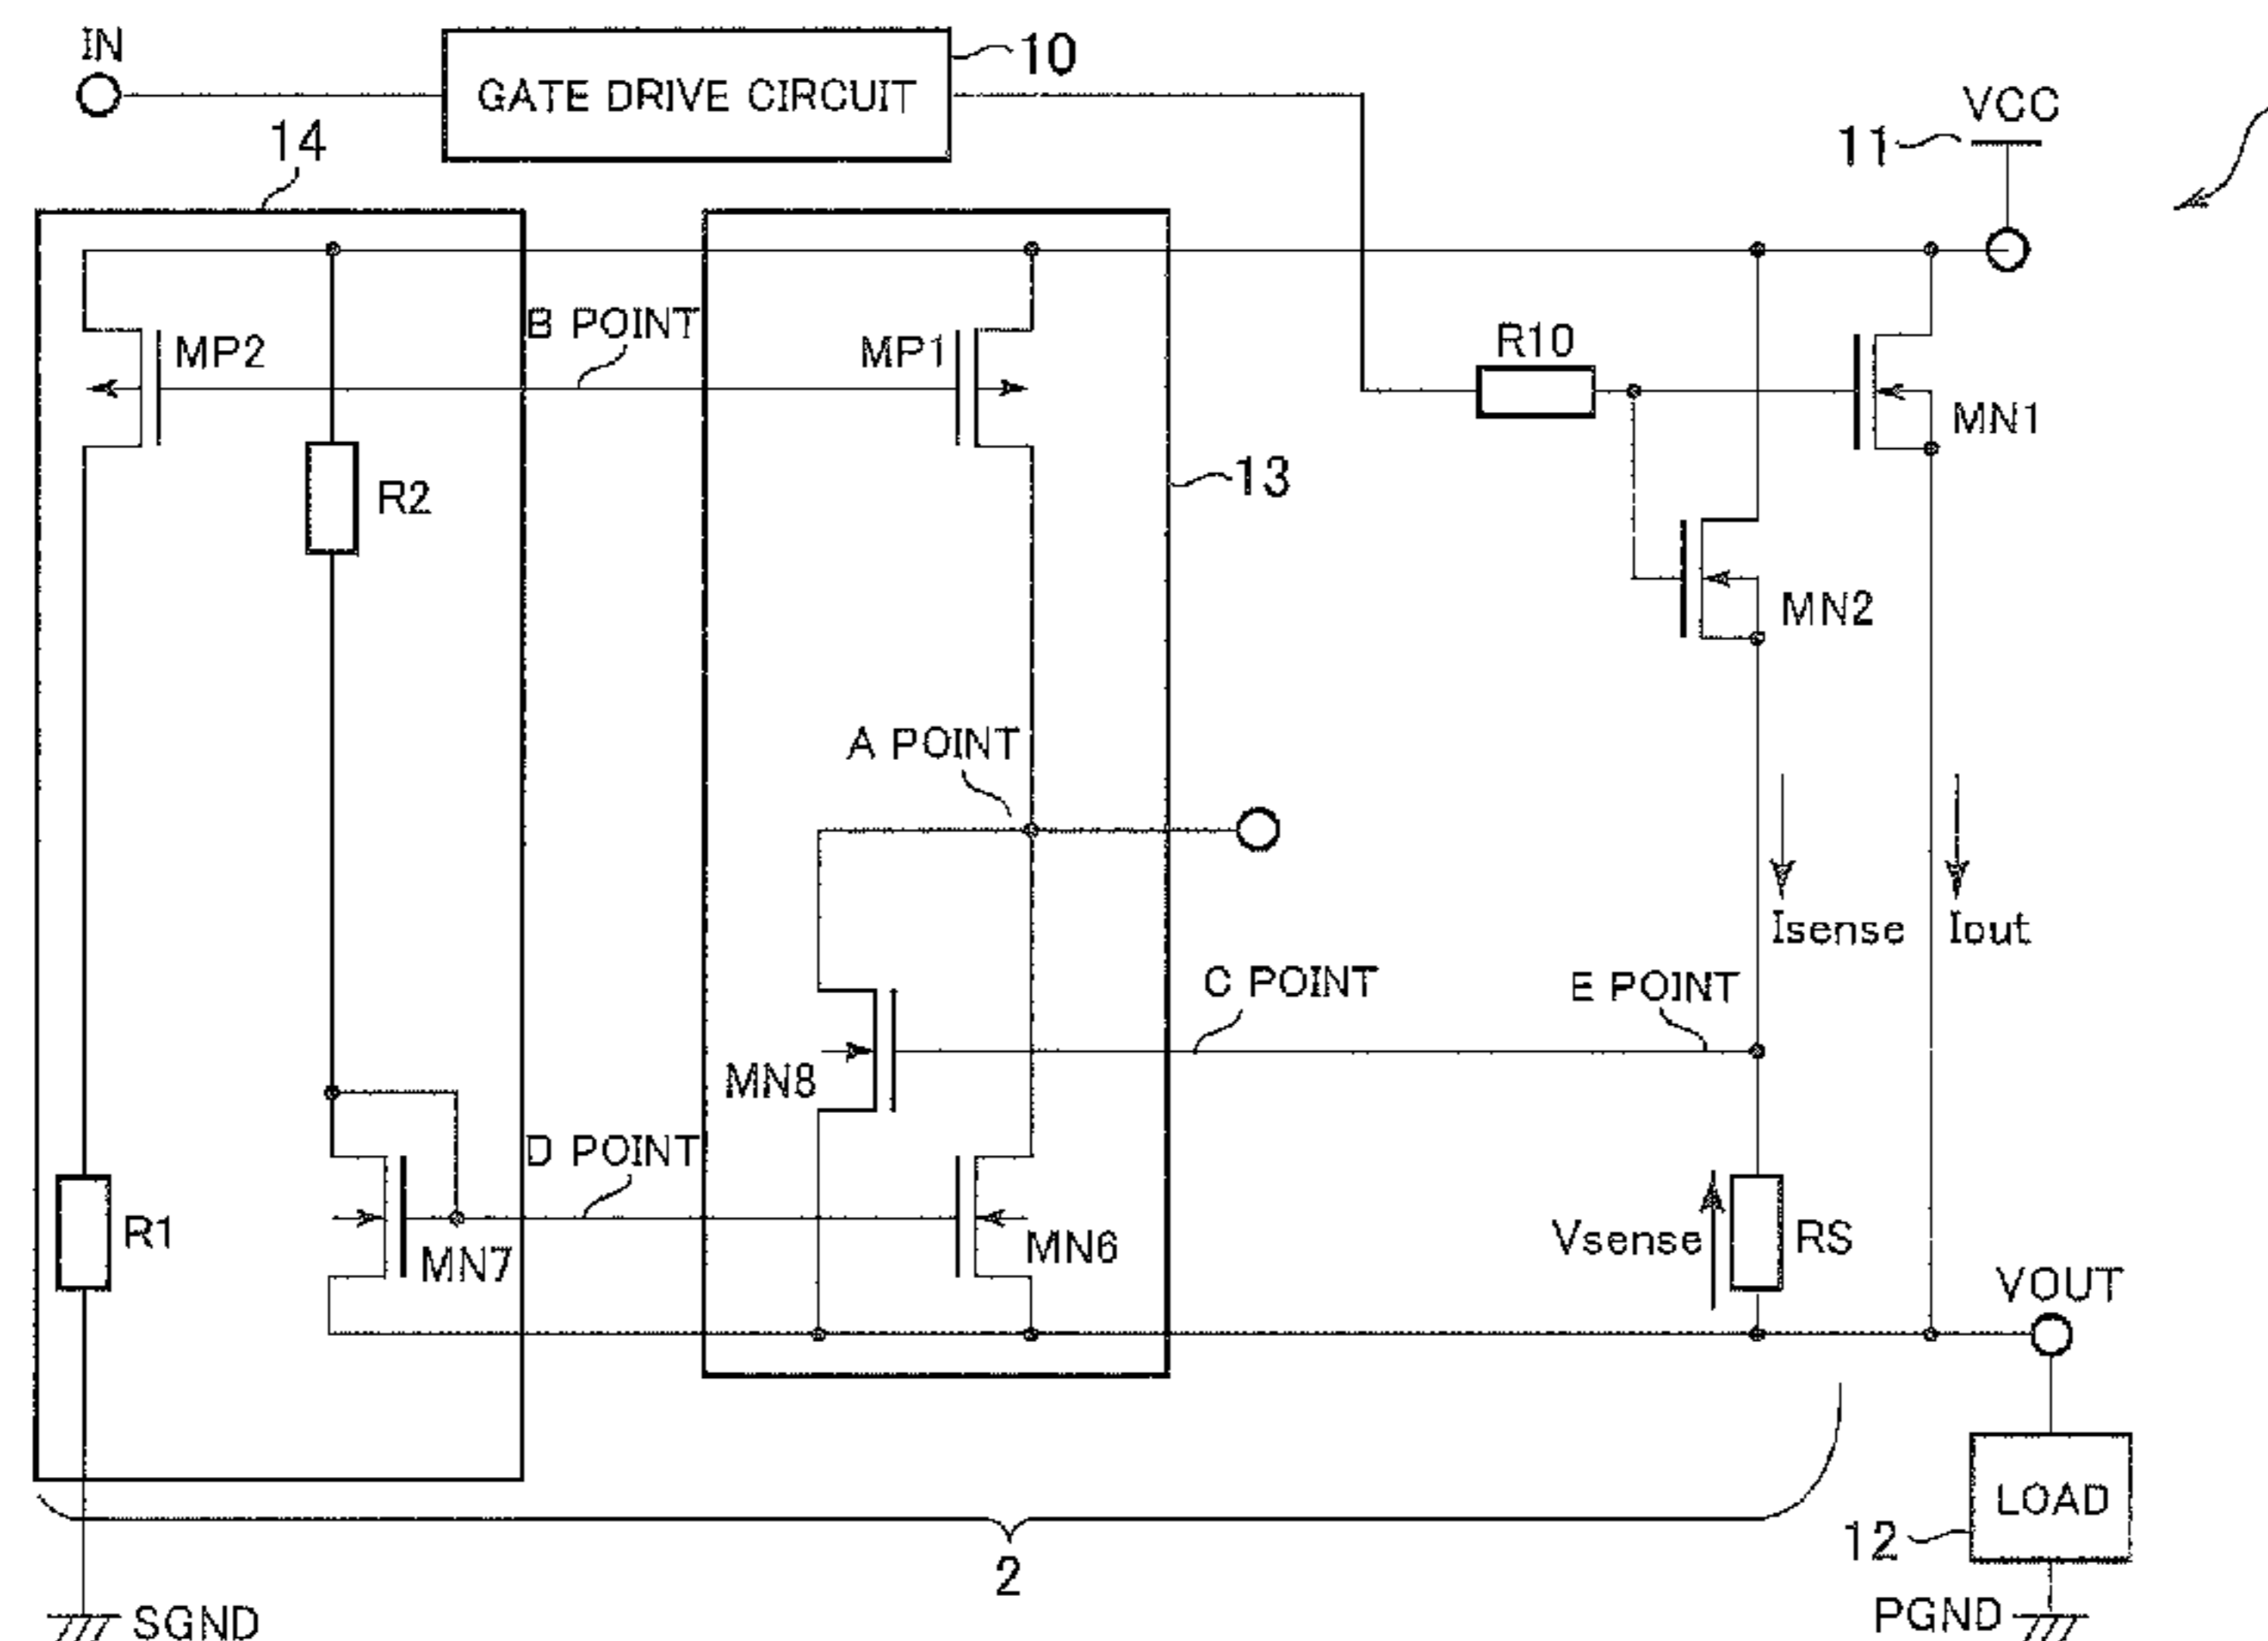 IN
GATE DRIVE CIRCUIT
10
VCC
11
14
B POINT
MP2
MP1
R10
MN1
R2
13
MN2
A POINT
Isense
Iout
C POINT
E POINT
MN8
D POINT
R1
MN7
MN6
Vsense
RS
VOUT
LOAD
12
2
SGND
PGND